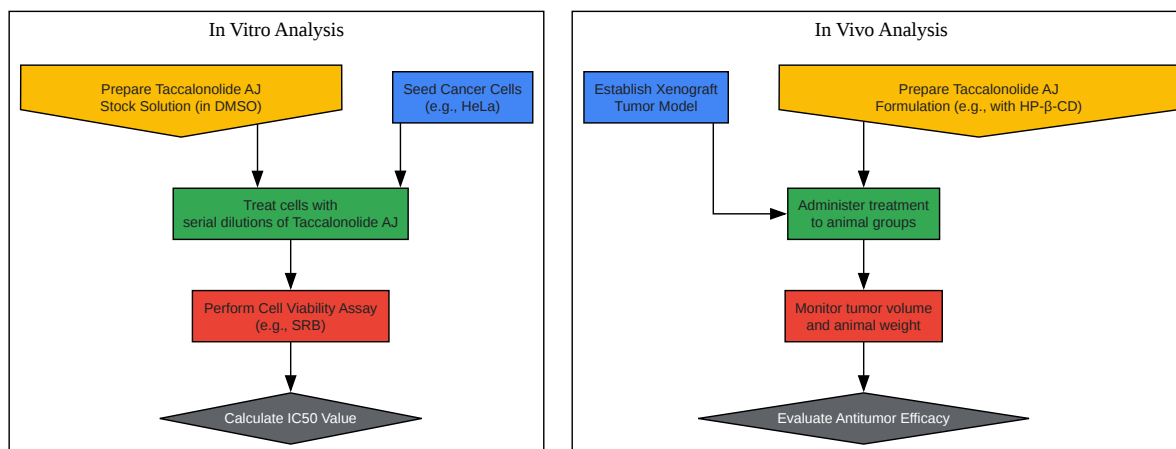 In Vitro Analysis
Prepare Taccalonolide AJ
Stock Solution (in DMSO)
Seed Cancer Cells
(e.g., HeLa)
Treat cells with
serial dilutions of Taccalonolide AJ
Perform Cell Viability Assay
(e.g., SRB)
Calculate IC50 Value
In Vivo Analysis
Establish Xenograft
Tumor Model
Prepare Taccalonolide AJ
Formulation (e.g., with HP-β-CD)
Administer treatment
to animal groups
Monitor tumor volume
and animal weight
Evaluate Antitumor Efficacy